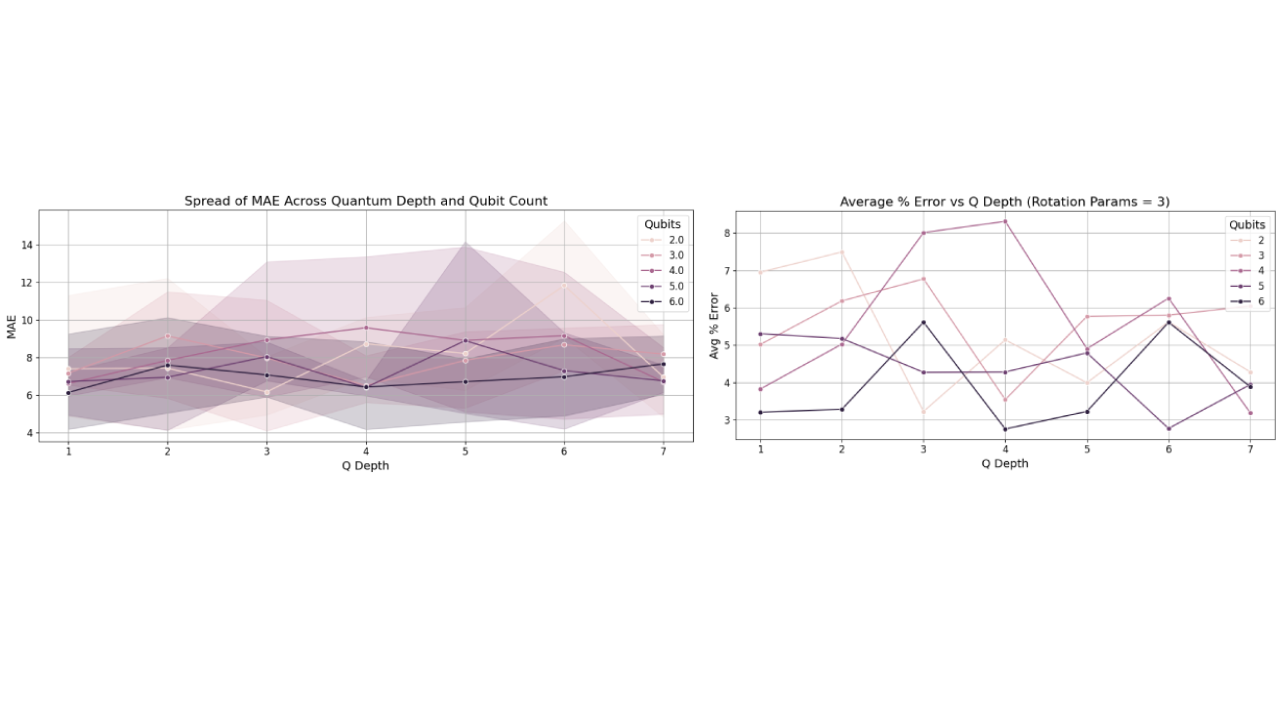 Spread of MAE Across Quantum Depth and Qubit Count
MAE
14
12
10
8
6
4
1 2 3 4 5 6 7
Q Depth
Qubits
2.0
3.0
4.0
5.0
6.0
Average % Error vs Q Depth (Rotation Params = 3)
Avg % Error
8
7
6
5
4
3
1 2 3 4 5 6 7
Q Depth
Qubits
2
3
4
5
6